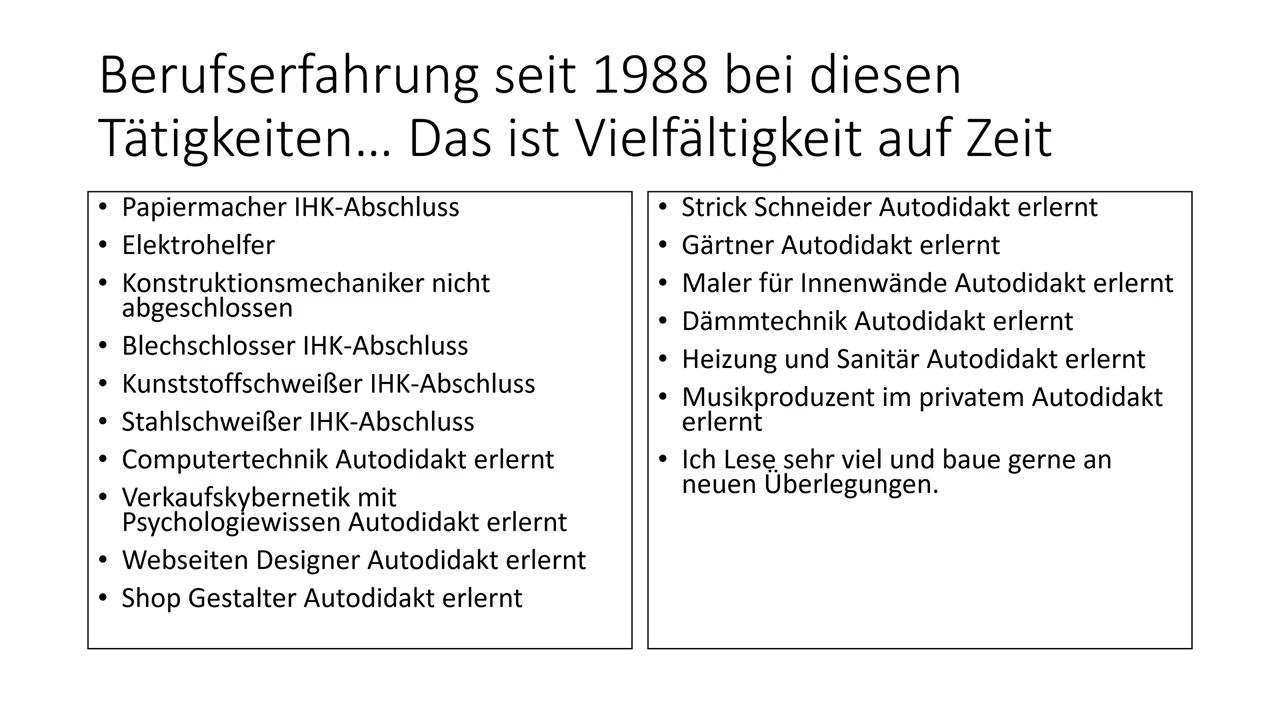 Berufserfahrung seit 1988 bei diesen
Tätigkeiten… Das ist Vielfältigkeit auf Zeit
• Papiermacher IHK-Abschluss
• Elektrohelfer
• Konstruktionsmechaniker nicht
abgeschlossen
• Blechschlosser IHK-Abschluss
• Kunststoffschweißer IHK-Abschluss
• Stahlschweißer IHK-Abschluss
• Computertechnik Autodidakt erlernt
• Verkaufskybernetik mit
Psychologiewissen Autodidakt erlernt
• Webseiten Designer Autodidakt erlernt
• Shop Gestalter Autodidakt erlernt
• Strick Schneider Autodidakt erlernt
• Gärtner Autodidakt erlernt
• Maler für Innenwände Autodidakt erlernt
• Dämmtechnik Autodidakt erlernt
• Heizung und Sanitär Autodidakt erlernt
• Musikproduzent im privatem Autodidakt
erlernt
• Ich Lese sehr viel und baue gerne an
neuen Überlegungen.